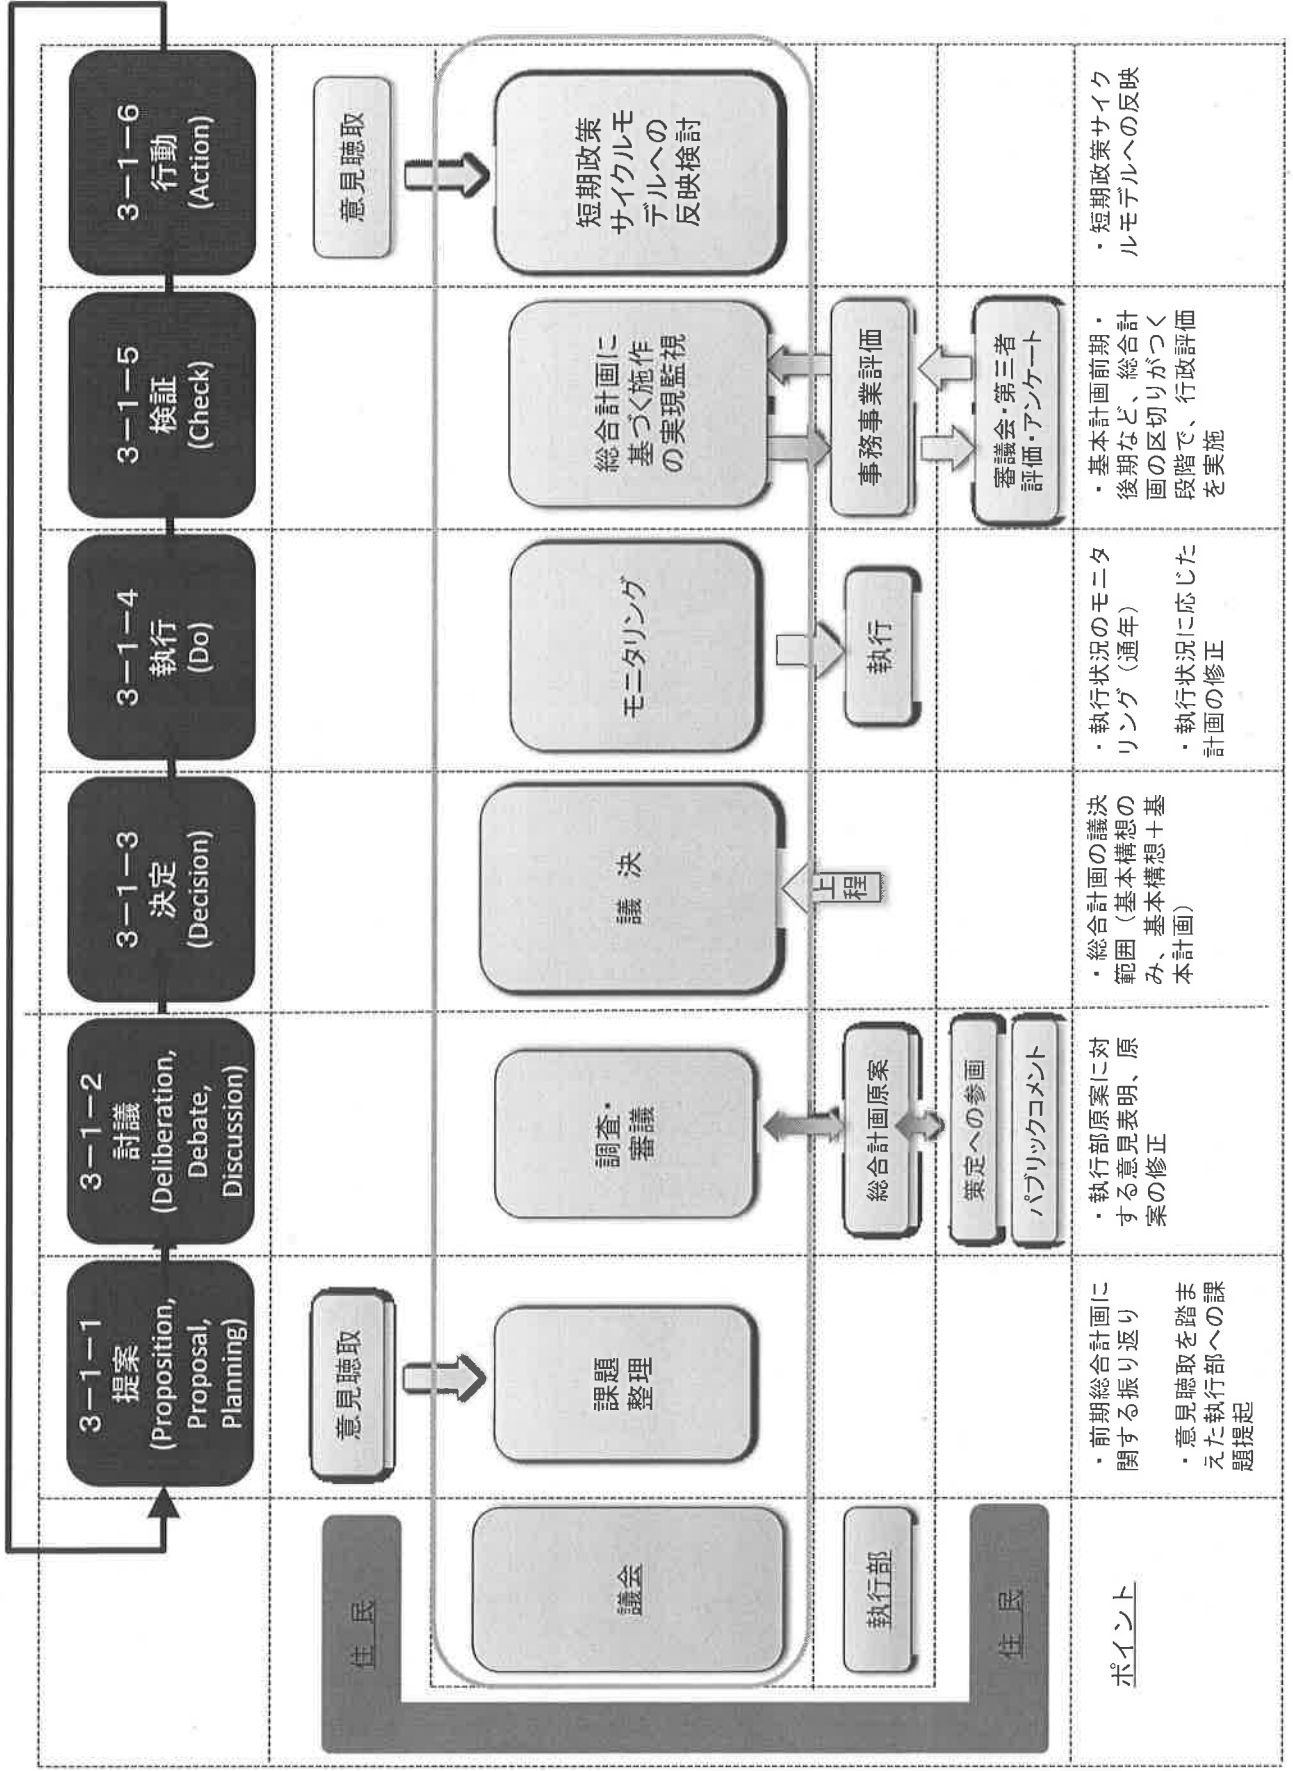 3－1－1
提案
(Proposition,
Proposal,
Planning)
3－1－2
討議
(Deliberation,
Debate,
Discussion)
3－1－3
決定
(Decision)
3－1－4
執行
(Do)
3－1－5
検証
(Check)
3－1－6
行動
(Action)
住　民
意見聴取
意見聴取
議会
課題
整理
調査・
審議
議　決
モニタリング
総合計画に
基づく施作
の実現監視
短期政策
サイクルモ
デルへの
反映検討
執行部
総合計画原案
上程
執行
事務事業評価
住　民
策定への参画
パブリックコメント
審議会・第三者
評価・アンケート
ポイント
・前期総合計画に
関する振り返り
・意見聴取を踏ま
えた執行部への課
題提起
・執行部原案に対
する意見表明、原
案の修正
・総合計画の議決
範囲（基本構想の
み、基本構想＋基
本計画）
・執行状況のモニタ
リング（通年）
・執行状況に応じた
計画の修正
・基本計画前期・
後期など、総合計
画の区切りがつく
段階で、行政評価
を実施
・短期政策サイク
ルモデルへの反映